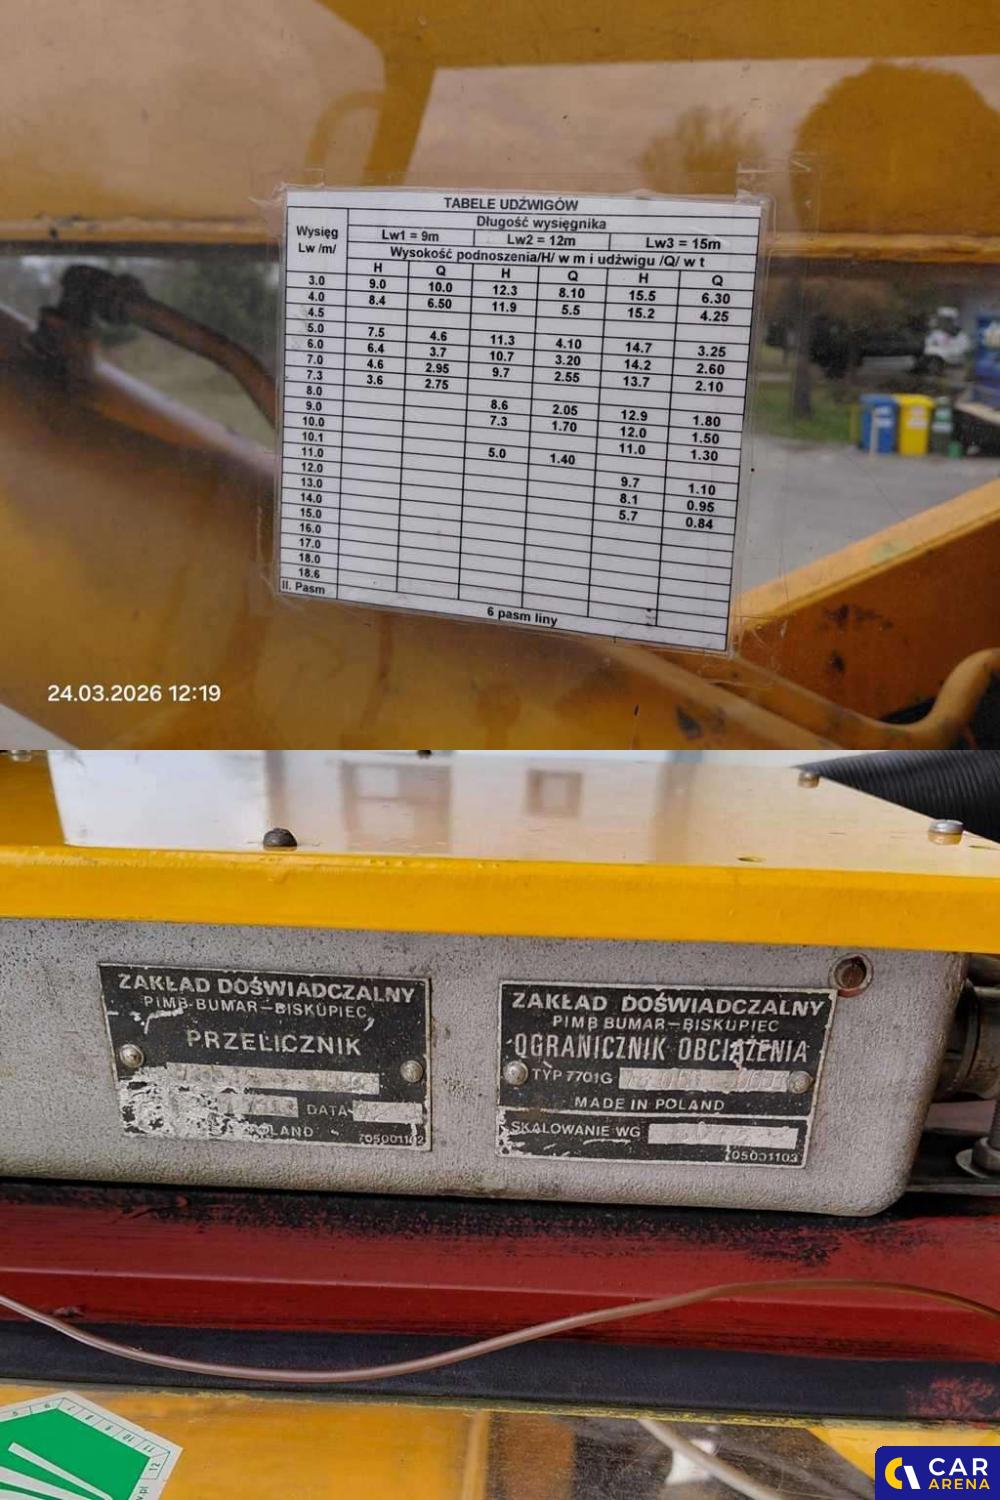 TABELE UDŹWIGÓW
Wysięg Lw /m/
Długość wysięgnika
Lw1 = 9m Lw2 = 12m Lw3 = 15m
Wysokość podnoszenia/H/ w m i udźwigu /Q/ w t
H Q H Q H Q
3.0 9.0 10.0 12.3 8.10 15.5 6.30
4.0 8.4 6.50 11.9 5.5 15.2 4.25
4.5
5.0 7.5 4.6 11.3 4.10 14.7 3.25
6.0 6.4 3.7 10.7 3.20 14.2 2.60
7.0 4.6 2.95 9.7 2.55 13.7 2.10
7.3 3.6 2.75
8.0 8.6 2.05 12.9 1.80
9.0 7.3 1.70 12.0 1.50
10.0 11.0 1.30
10.1 5.0 1.40
11.0 9.7 1.10
12.0 8.1 0.95
13.0 5.7 0.84
14.0
15.0
16.0
17.0
18.0
18.6
Il. Pasm 6 pasm liny
24.03.2026 12:19
ZAKŁAD DOŚWIADCZALNY
PIMB-BUMAR-BISKUPIEC
PRZELICZNIK
DATA
705001102
ZAKŁAD DOŚWIADCZALNY
PIMB BUMAR-BISKUPIEC
OGRANICZNIK OBCIĄŻENIA
TYP 7701G
MADE IN POLAND
SKALOWANIE WG
705001103
CAR
ARENA